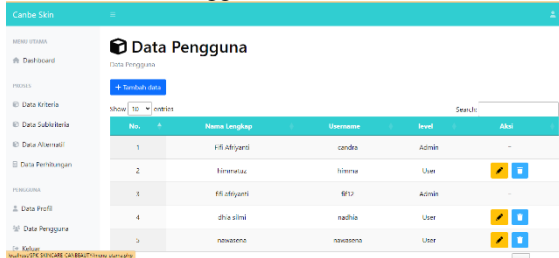 Canbe Skin
MENU UTAMA
Dashboard
PROSES
Data Kriteria
Data Subkriteria
Data Alternatif
Data Perhitungan
PENGGUNA
Data Profil
Data Pengguna
Keluar
Data Pengguna
Data Pengguna
+ Tambah data
Show 10 entries
Search:
No. Nama Lengkap Username level Aksi
1 Fifi Afriyanti candra Admin -
2 himmatuz himma User
3 fifi afriyanti fif12 Admin -
4 dhia silmi nadhia User
5 nawasena nawasena User